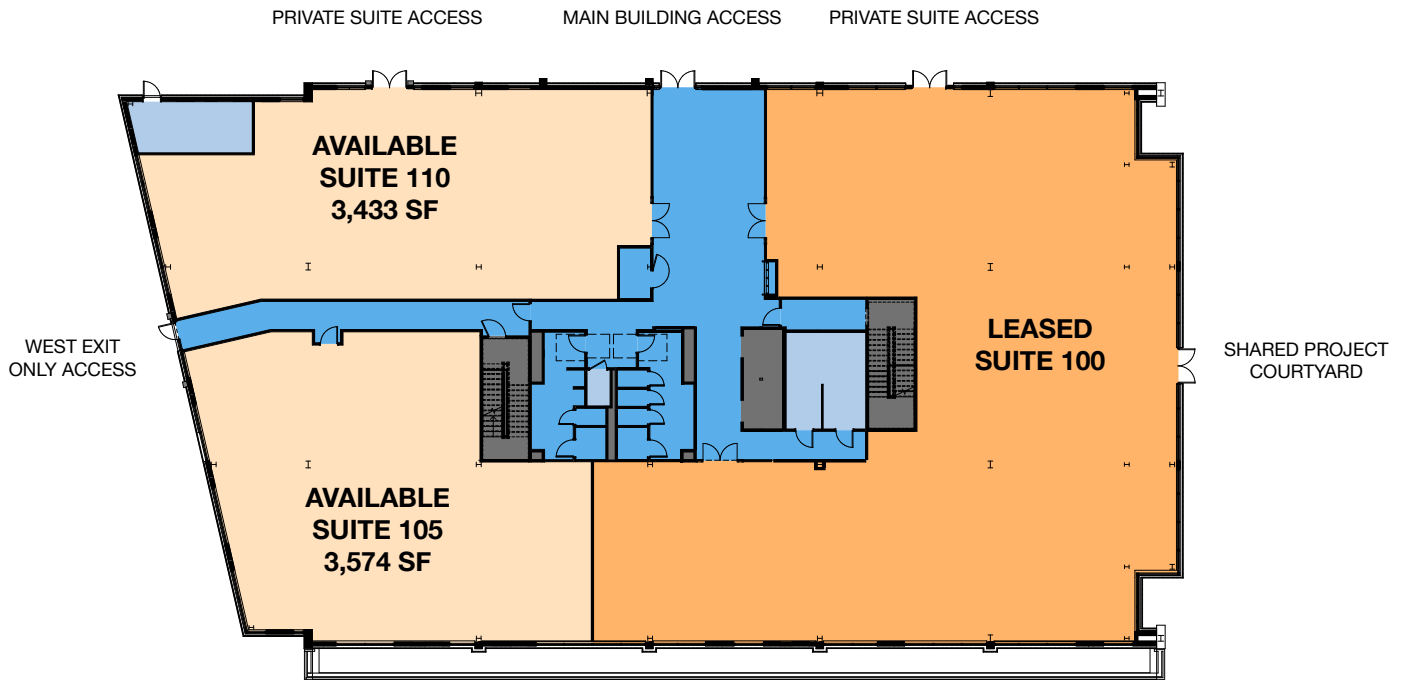 PRIVATE SUITE ACCESS
MAIN BUILDING ACCESS
PRIVATE SUITE ACCESS
AVAILABLE
SUITE 110
3,433 SF
WEST EXIT
ONLY ACCESS
LEASED
SUITE 100
SHARED PROJECT
COURTYARD
AVAILABLE
SUITE 105
3,574 SF